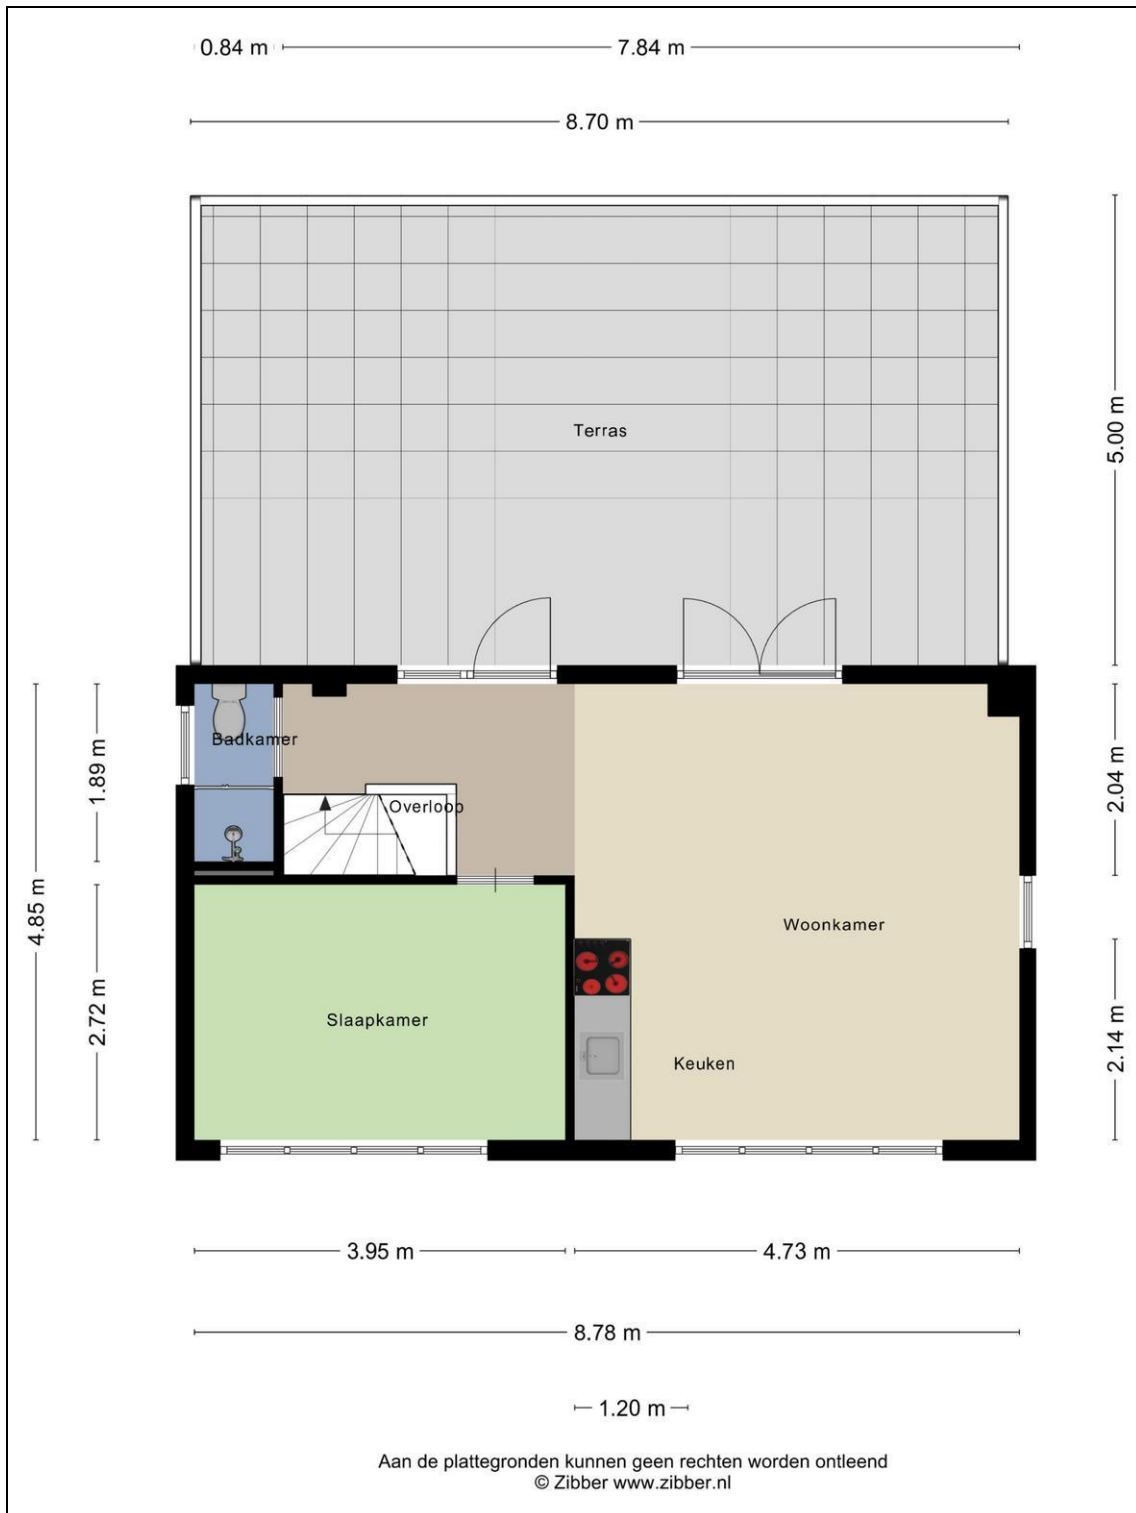 0.84 m 7.84 m
8.70 m
5.00 m
Terras
Badkamer
Overloop
1.89 m
2.04 m
4.85 m
Woonkamer
2.72 m
Slaapkamer
Keuken
2.14 m
3.95 m 4.73 m
8.78 m
1.20 m
Aan de plattegronden kunnen geen rechten worden ontleend
© Zibber www.zibber.nl